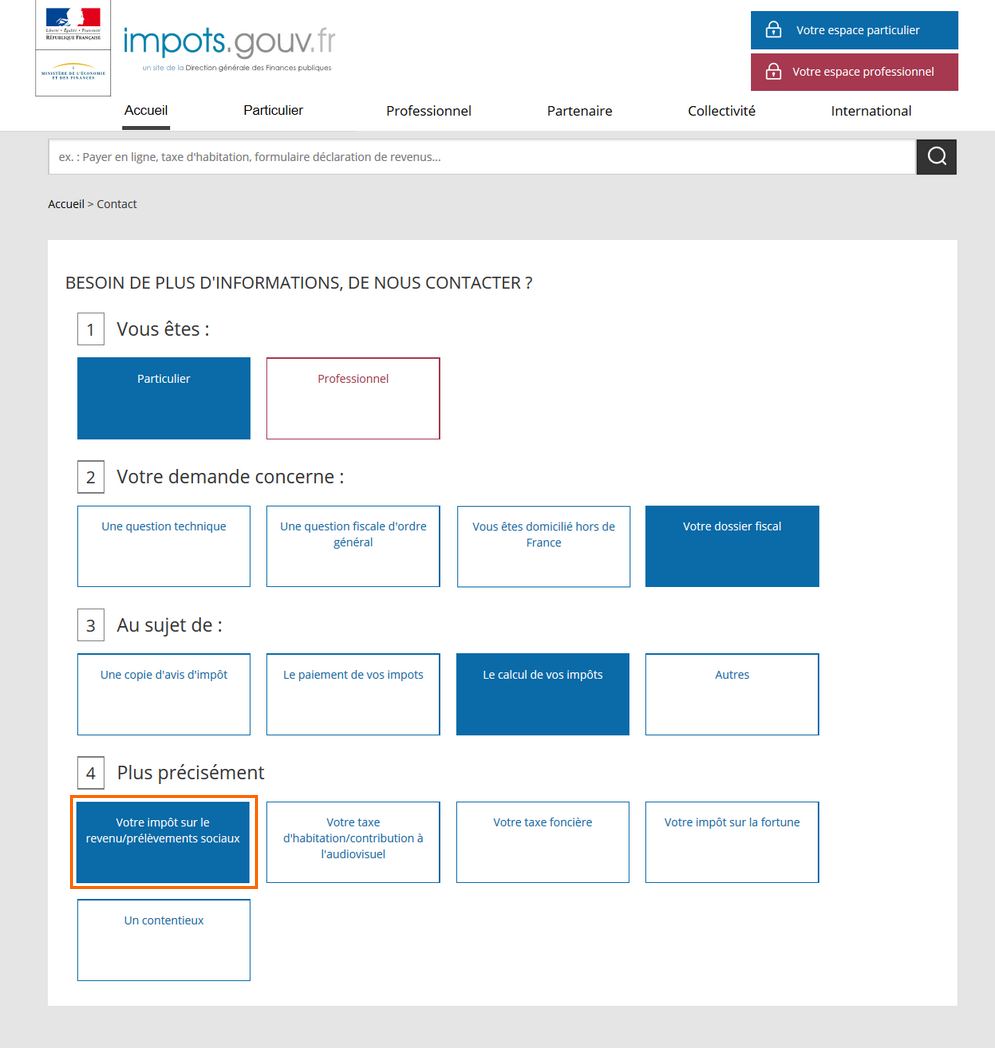 Liberté • Égalité • Fraternité
RÉPUBLIQUE FRANÇAISE
MINISTÈRE DE L'ÉCONOMIE
ET DES FINANCES
impots.gouv.fr
un site de la Direction générale des Finances publiques
Votre espace particulier
Votre espace professionnel
Accueil Particulier Professionnel Partenaire Collectivité International
ex. : Payer en ligne, taxe d'habitation, formulaire déclaration de revenus...
Accueil > Contact
BESOIN DE PLUS D'INFORMATIONS, DE NOUS CONTACTER ?
1 Vous êtes :
Particulier
Professionnel
2 Votre demande concerne :
Une question technique
Une question fiscale d'ordre
général
Vous êtes domicilié hors de
France
Votre dossier fiscal
3 Au sujet de :
Une copie d'avis d'impôt
Le paiement de vos impots
Le calcul de vos impôts
Autres
4 Plus précisément
Votre impôt sur le
revenu/prélèvements sociaux
Votre taxe
d'habitation/contribution à
l'audiovisuel
Votre taxe foncière
Votre impôt sur la fortune
Un contentieux